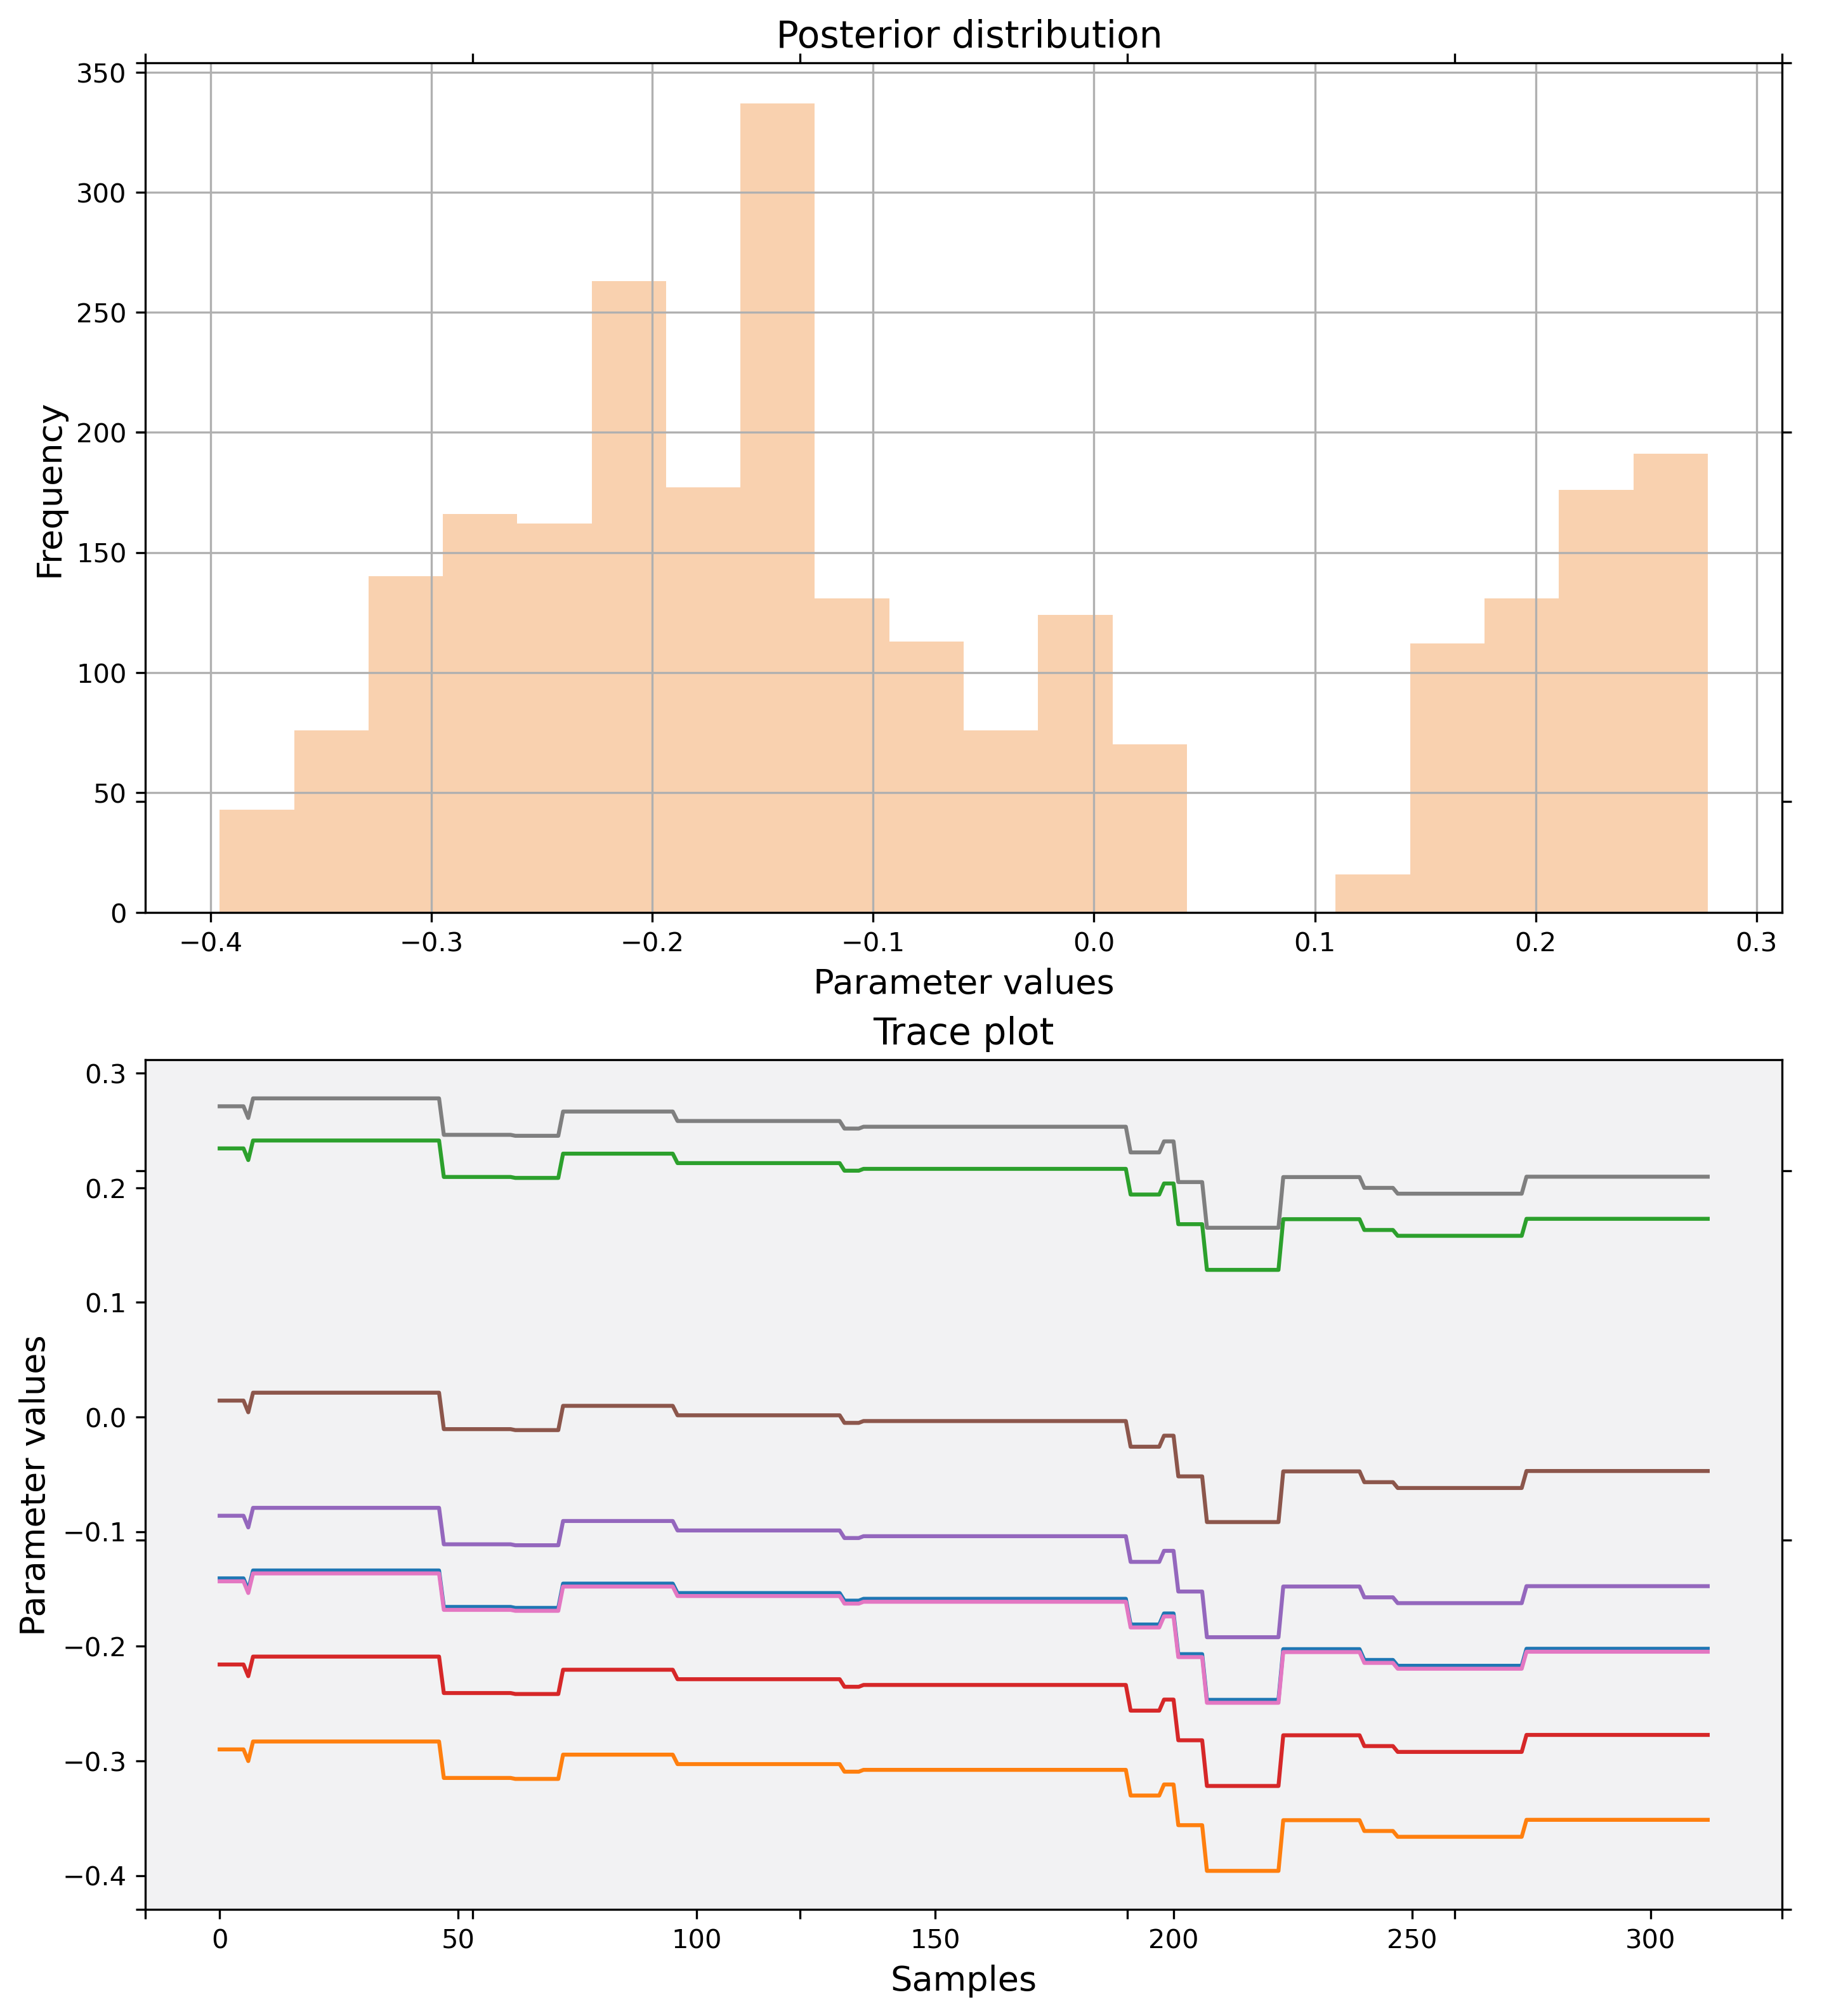 Posterior distribution
350
300
250
200
150
100
50
0
Frequency
−0.4 −0.3 −0.2 −0.1 0.0 0.1 0.2 0.3
Parameter values
Trace plot
0.3
0.2
0.1
0.0
−0.1
−0.2
−0.3
−0.4
Parameter values
0 50 100 150 200 250 300
Samples